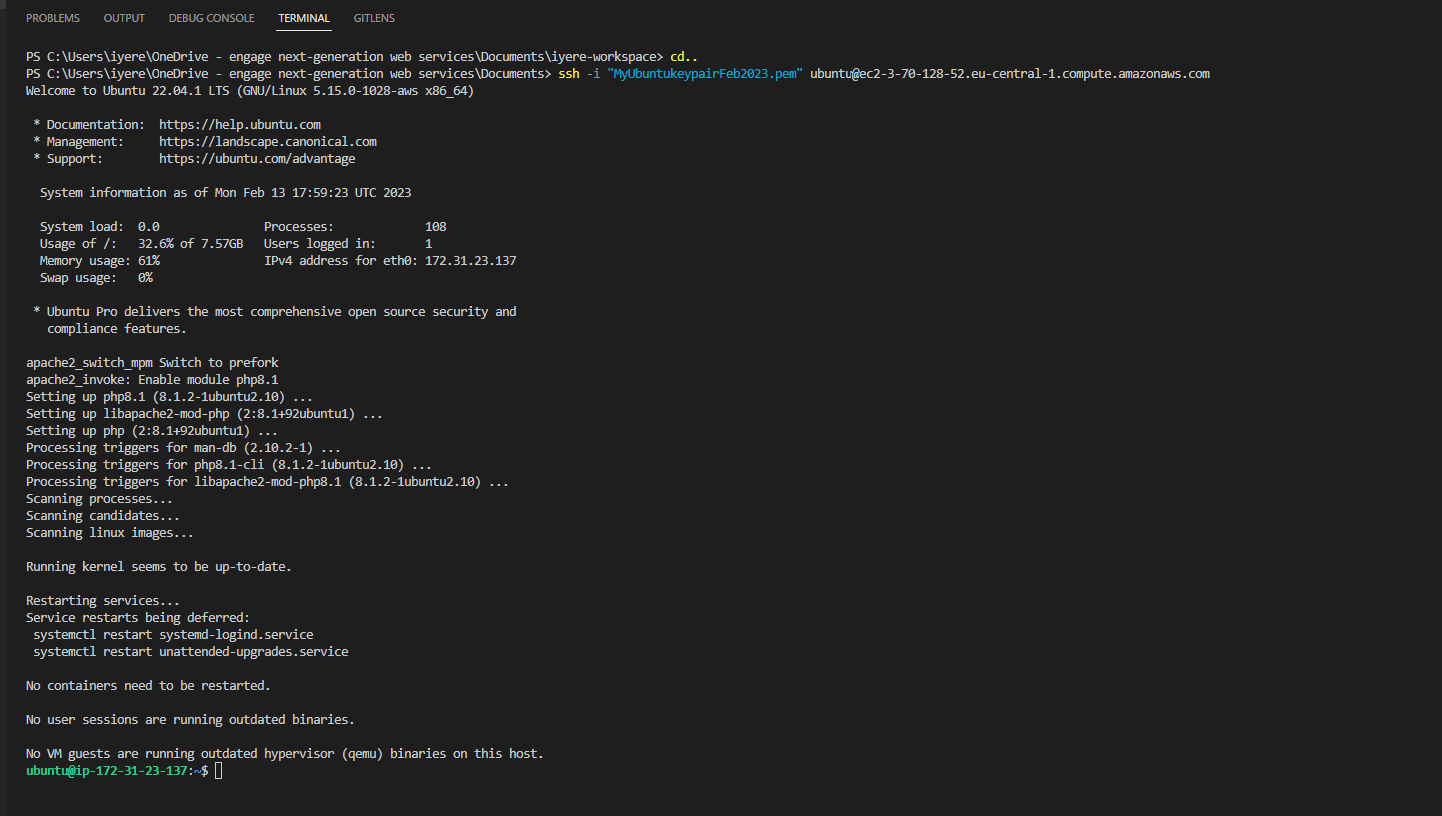 PROBLEMS OUTPUT DEBUG CONSOLE TERMINAL GITLENS
PS C:\Users\iyere\OneDrive - engage next-generation web services\Documents\iyere-workspace> cd..
PS C:\Users\iyere\OneDrive - engage next-generation web services\Documents> ssh -i "MyUbuntukeypairFeb2023.pem" ubuntu@ec2-3-70-128-52.eu-central-1.compute.amazonaws.com
Welcome to Ubuntu 22.04.1 LTS (GNU/Linux 5.15.0-1028-aws x86_64)
* Documentation: https://help.ubuntu.com
* Management: https://landscape.canonical.com
* Support: https://ubuntu.com/advantage
System information as of Mon Feb 13 17:59:23 UTC 2023
System load: 0.0 Processes: 108
Usage of /: 32.6% of 7.57GB Users logged in: 1
Memory usage: 61% IPv4 address for eth0: 172.31.23.137
Swap usage: 0%
* Ubuntu Pro delivers the most comprehensive open source security and
compliance features.
apache2_switch_mpm Switch to prefork
apache2_invoke: Enable module php8.1
Setting up php8.1 (8.1.2-1ubuntu2.10) ...
Setting up libapache2-mod-php (2:8.1+92ubuntu1) ...
Setting up php (2:8.1+92ubuntu1) ...
Processing triggers for man-db (2.10.2-1) ...
Processing triggers for php8.1-cli (8.1.2-1ubuntu2.10) ...
Processing triggers for libapache2-mod-php8.1 (8.1.2-1ubuntu2.10) ...
Scanning processes...
Scanning candidates...
Scanning linux images...
Running kernel seems to be up-to-date.
Restarting services...
Service restarts being deferred:
systemctl restart systemd-logind.service
systemctl restart unattended-upgrades.service
No containers need to be restarted.
No user sessions are running outdated binaries.
No VM guests are running outdated hypervisor (qemu) binaries on this host.
ubuntu@ip-172-31-23-137:~$